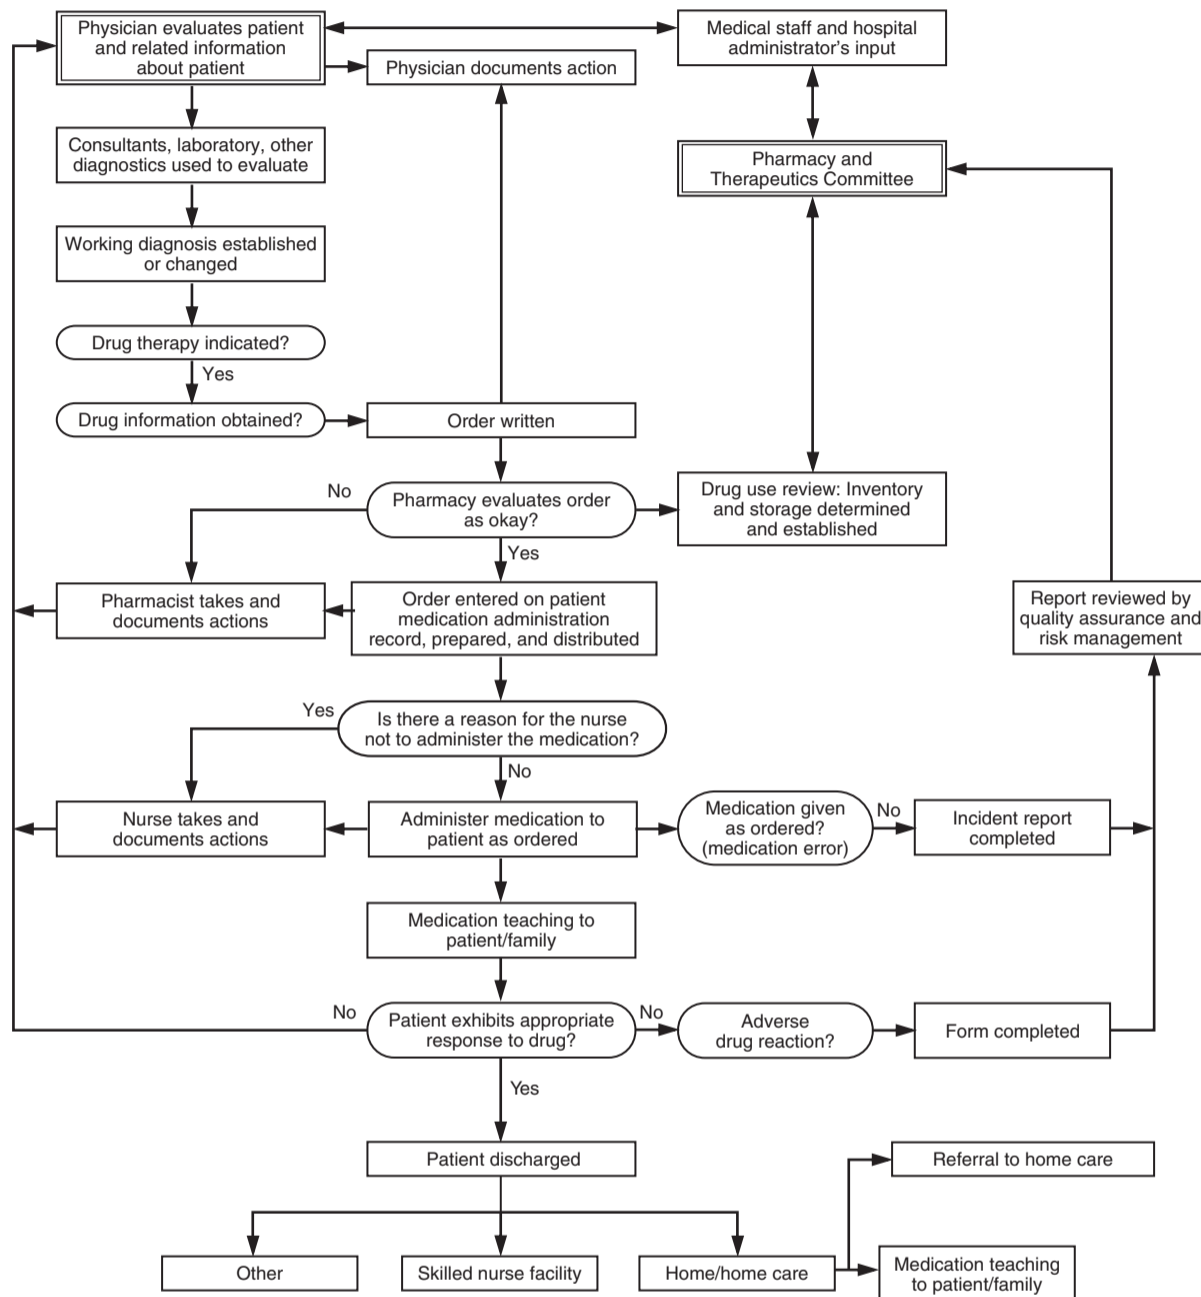 Physician evaluates patient
and related information
about patient
Medical staff and hospital
administrator's input
Physician documents action
Consultants, laboratory, other
diagnostics used to evaluate
Pharmacy and
Therapeutics Committee
Working diagnosis established
or changed
Drug therapy indicated?
Yes
Drug information obtained?
Order written
No
Pharmacy evaluates order
as okay?
Drug use review: Inventory
and storage determined
and established
Yes
Pharmacist takes and
documents actions
Order entered on patient
medication administration
record, prepared, and distributed
Report reviewed by
quality assurance and
risk management
Yes
Is there a reason for the nurse
not to administer the medication?
No
Nurse takes and
documents actions
Administer medication to
patient as ordered
Medication given
as ordered?
(medication error)
No
Incident report
completed
Medication teaching to
patient/family
No
Patient exhibits appropriate
response to drug?
No
Adverse
drug reaction?
Form completed
Yes
Patient discharged
Referral to home care
Other
Skilled nurse facility
Home/home care
Medication teaching
to patient/family